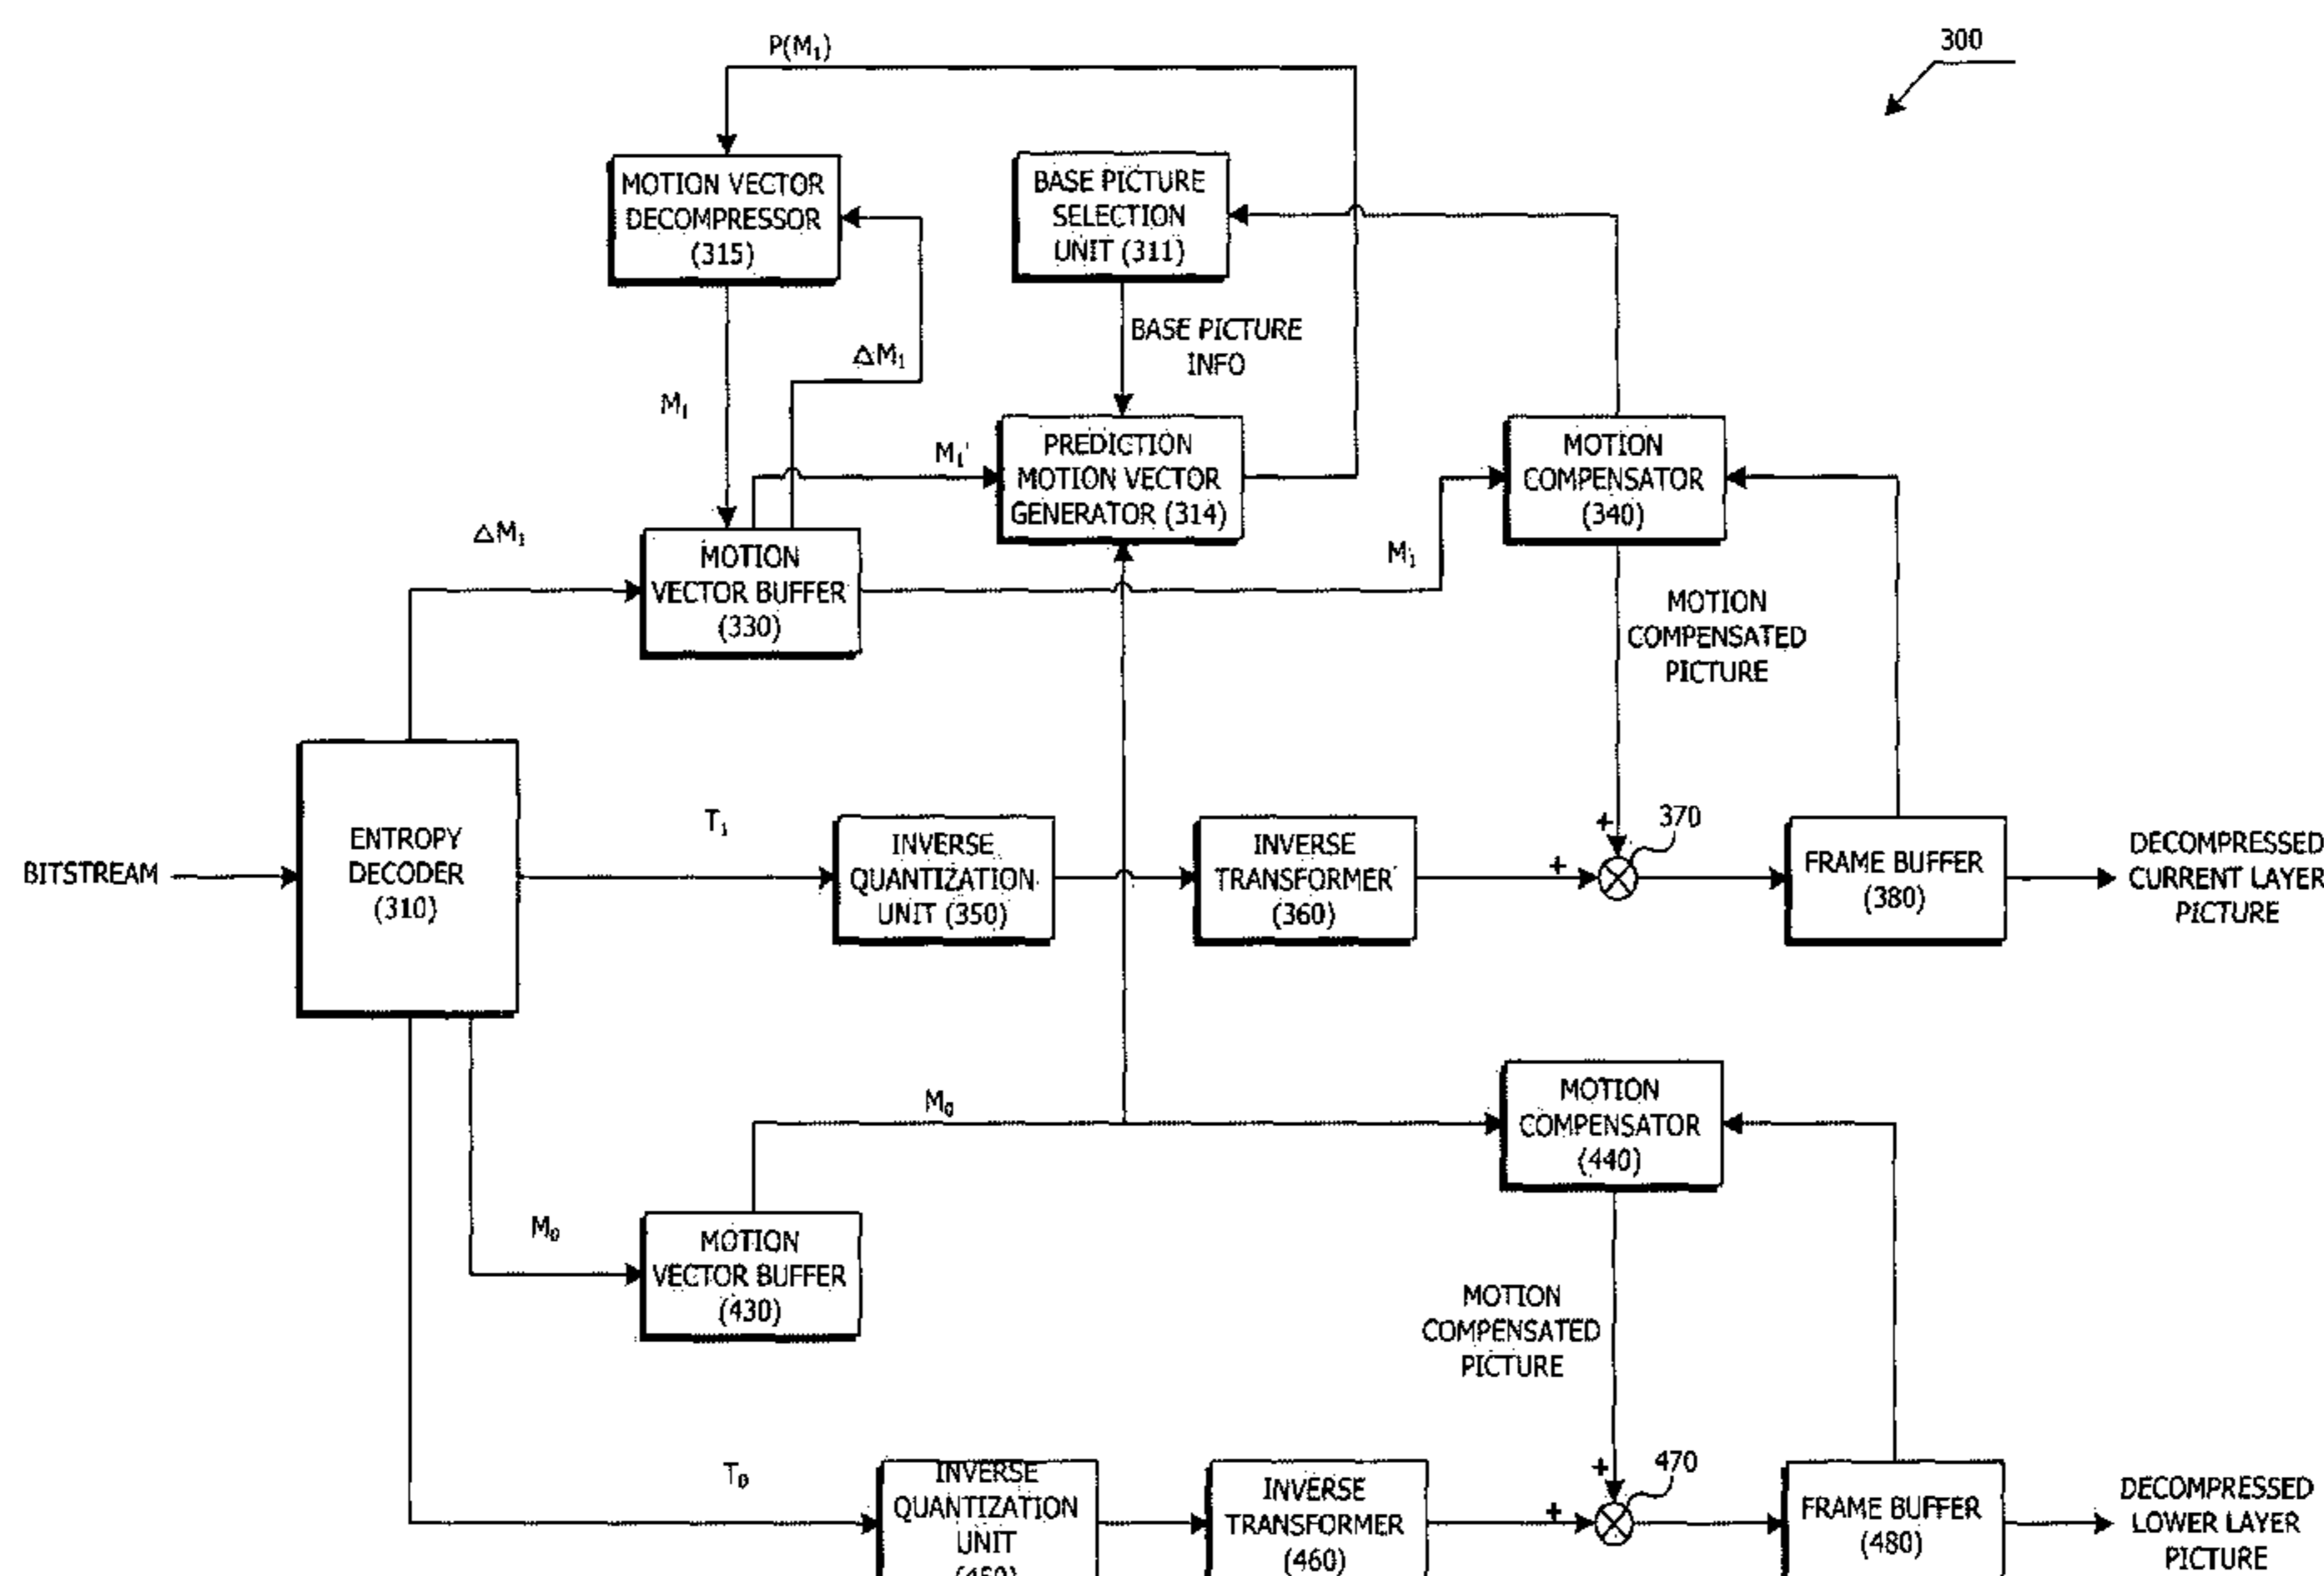 P(M₁)
300
MOTION VECTOR
DECOMPRESSOR
(315)
BASE PICTURE
SELECTION
UNIT (311)
BASE PICTURE
INFO
ΔM₁
M₁
M₁'
PREDICTION
MOTION VECTOR
GENERATOR (314)
MOTION
COMPENSATOR
(340)
ΔM₁
MOTION
VECTOR BUFFER
(330)
M₁
MOTION
COMPENSATED
PICTURE
BITSTREAM
ENTROPY
DECODER
(310)
T₁
INVERSE
QUANTIZATION
UNIT (350)
INVERSE
TRANSFORMER
(360)
+
+
370
FRAME BUFFER
(380)
DECOMPRESSED
CURRENT LAYER
PICTURE
M₀
MOTION
COMPENSATOR
(440)
M₀
MOTION
VECTOR BUFFER
(430)
MOTION
COMPENSATED
PICTURE
T₀
INVERSE
QUANTIZATION
UNIT
INVERSE
TRANSFORMER
(460)
+
+
470
FRAME BUFFER
(480)
DECOMPRESSED
LOWER LAYER
PICTURE